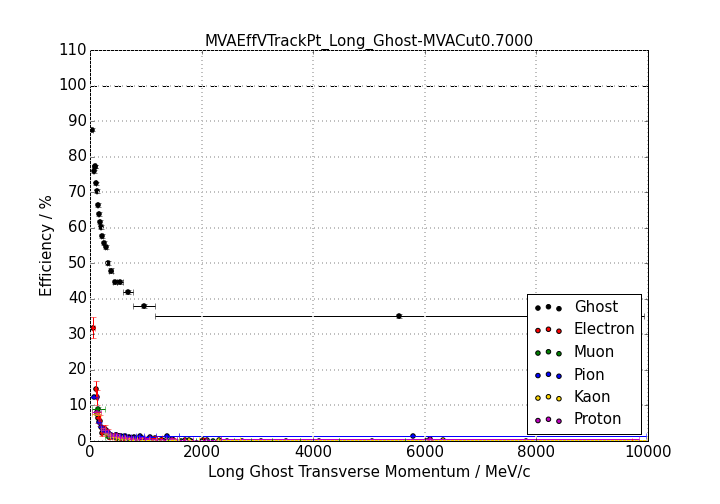 MVAEffVTrackPt_Long_Ghost-MVACut0.7000
110
100
90
80
70
60
50
40
30
20
10
0
Efficiency / %
Ghost
Electron
Muon
Pion
Kaon
Proton
0 2000 4000 6000 8000 10000
Long Ghost Transverse Momentum / MeV/c